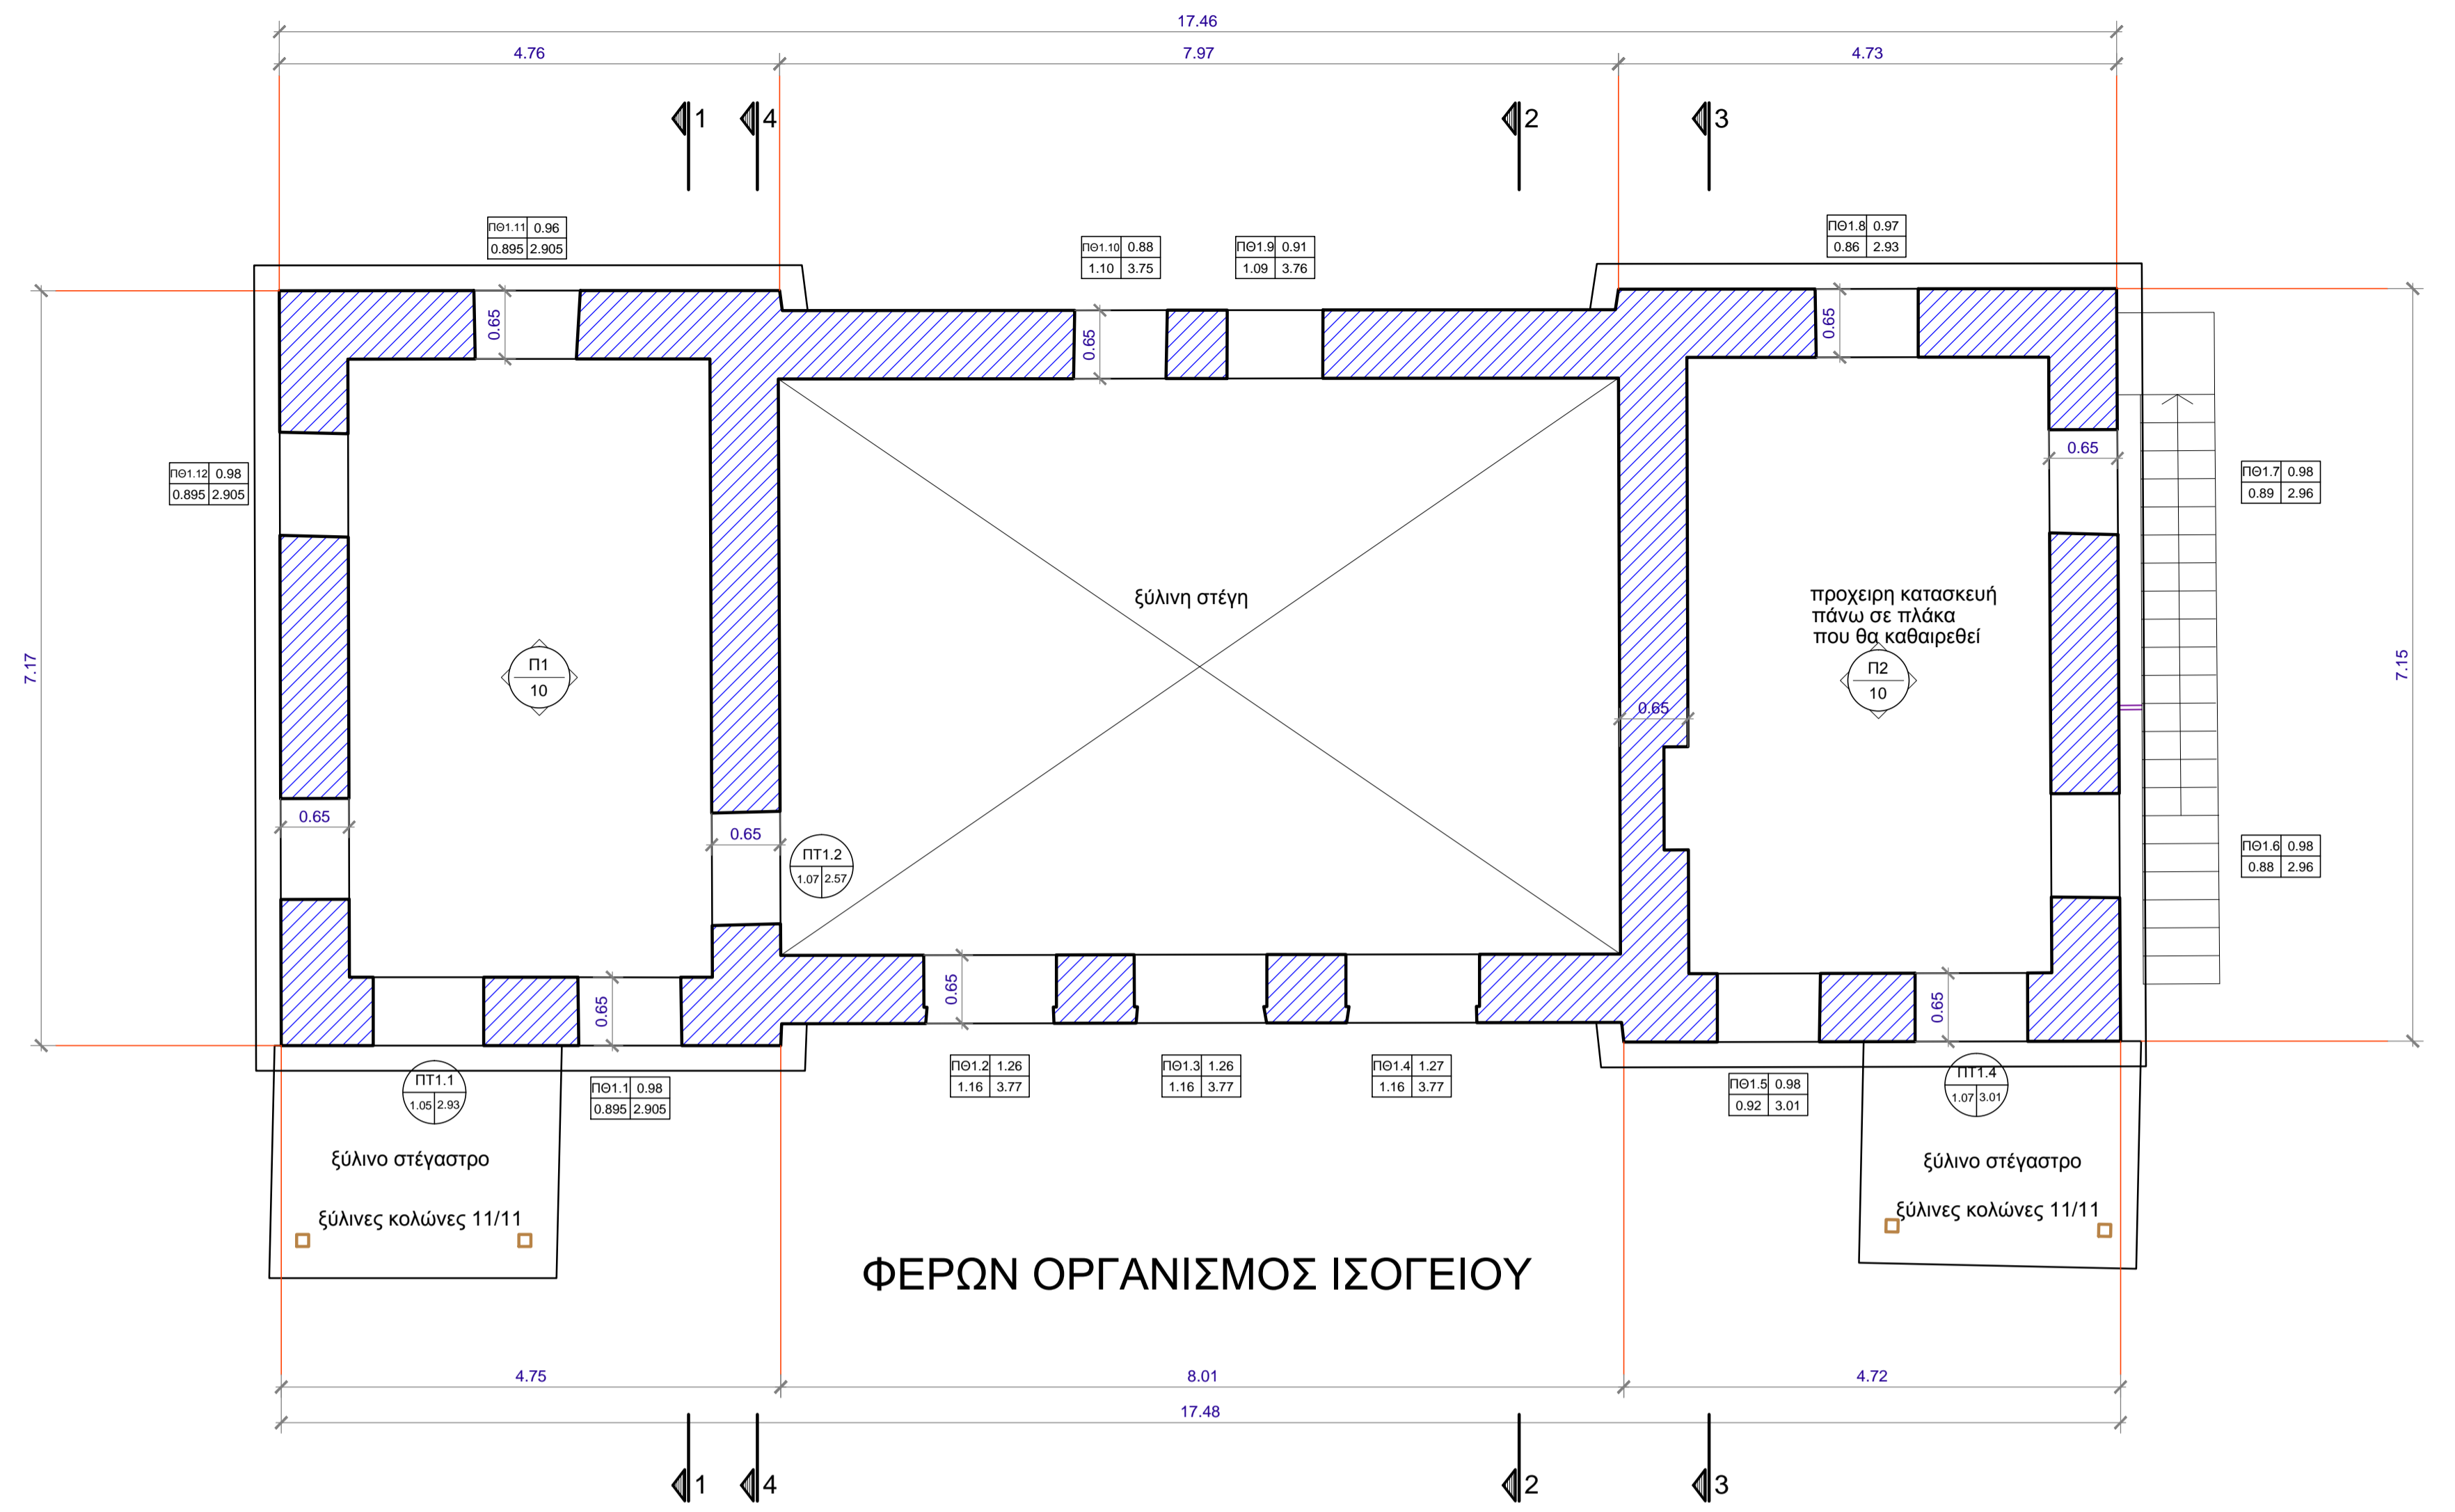 17.46
4.76 7.97 4.73
1 4 2 3
ΠΘ1.11 0.96
0.895 2.905
ΠΘ1.10 0.88
1.10 3.75
ΠΘ1.9 0.91
1.09 3.76
ΠΘ1.8 0.97
0.86 2.93
0.65
0.65
0.65
ΠΘ1.12 0.98
0.895 2.905
0.65
ΠΘ1.7 0.98
0.89 2.96
ξύλινη στέγη
προχειρη κατασκευή
πάνω σε πλάκα
που θα καθαιρεθεί
7.17
Π1
10
Π2
10
7.15
0.65
0.65
0.65
ΠΤ1.2
1.07 2.57
ΠΘ1.6 0.98
0.88 2.96
0.65
0.65
0.65
ΠΤ1.1
1.05 2.93
ΠΘ1.1 0.98
0.895 2.905
ΠΘ1.2 1.26
1.16 3.77
ΠΘ1.3 1.26
1.16 3.77
ΠΘ1.4 1.27
1.16 3.77
ΠΘ1.5 0.98
0.92 3.01
ΠΤ1.4
1.07 3.01
ξύλινο στέγαστρο
ξύλινες κολώνες 11/11
ξύλινο στέγαστρο
ξύλινες κολώνες 11/11
ΦΕΡΩΝ ΟΡΓΑΝΙΣΜΟΣ ΙΣΟΓΕΙΟΥ
4.75 8.01 4.72
17.48
1 4 2 3